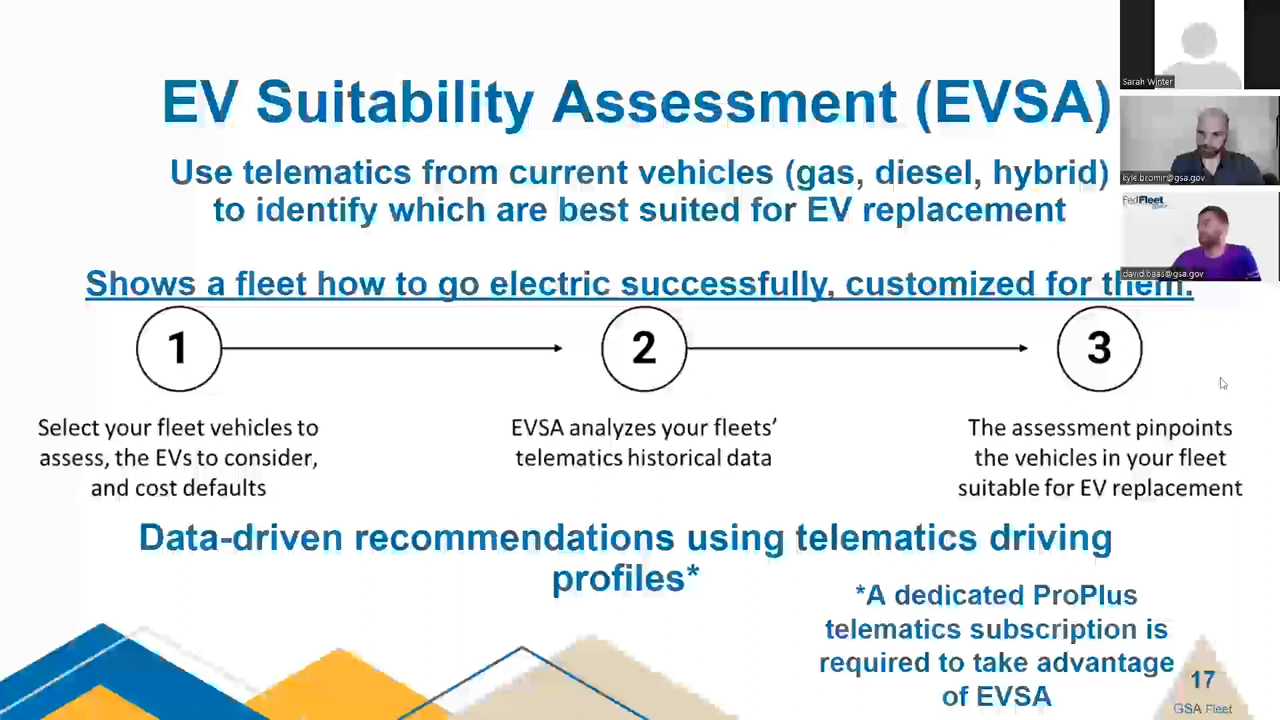 EV Suitability Assessment (EVSA)
Use telematics from current vehicles (gas, diesel, hybrid)
to identify which are best suited for EV replacement
Shows a fleet how to go electric successfully, customized for them.
1
2
3
Select your fleet vehicles to
assess, the EVs to consider,
and cost defaults
EVSA analyzes your fleets’
telematics historical data
The assessment pinpoints
the vehicles in your fleet
suitable for EV replacement
Data-driven recommendations using telematics driving
profiles*
*A dedicated ProPlus
telematics subscription is
required to take advantage
of EVSA
17
GSA Fleet
Sarah Winter
FedFleet
david.baas@gsa.gov